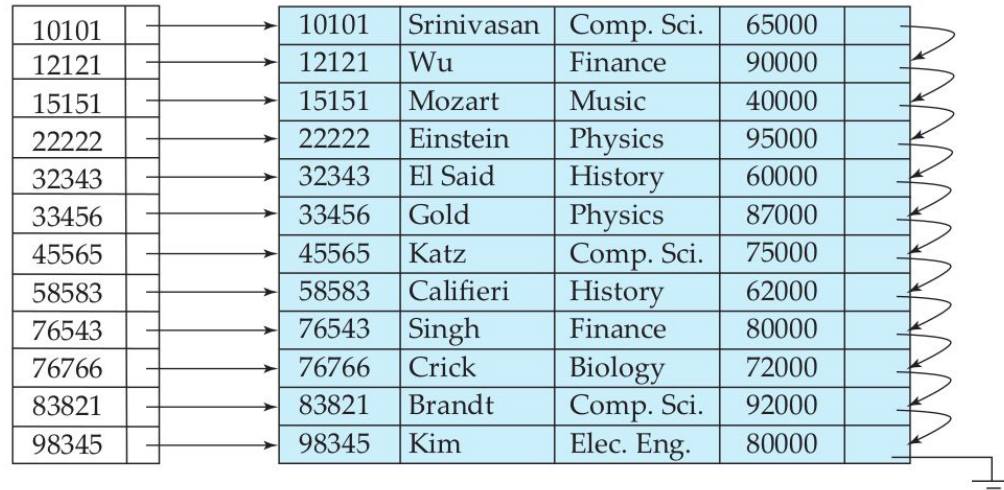 10101 10101 Srinivasan Comp. Sci. 65000
12121 12121 Wu Finance 90000
15151 15151 Mozart Music 40000
22222 22222 Einstein Physics 95000
32343 32343 El Said History 60000
33456 33456 Gold Physics 87000
45565 45565 Katz Comp. Sci. 75000
58583 58583 Califieri History 62000
76543 76543 Singh Finance 80000
76766 76766 Crick Biology 72000
83821 83821 Brandt Comp. Sci. 92000
98345 98345 Kim Elec. Eng. 80000